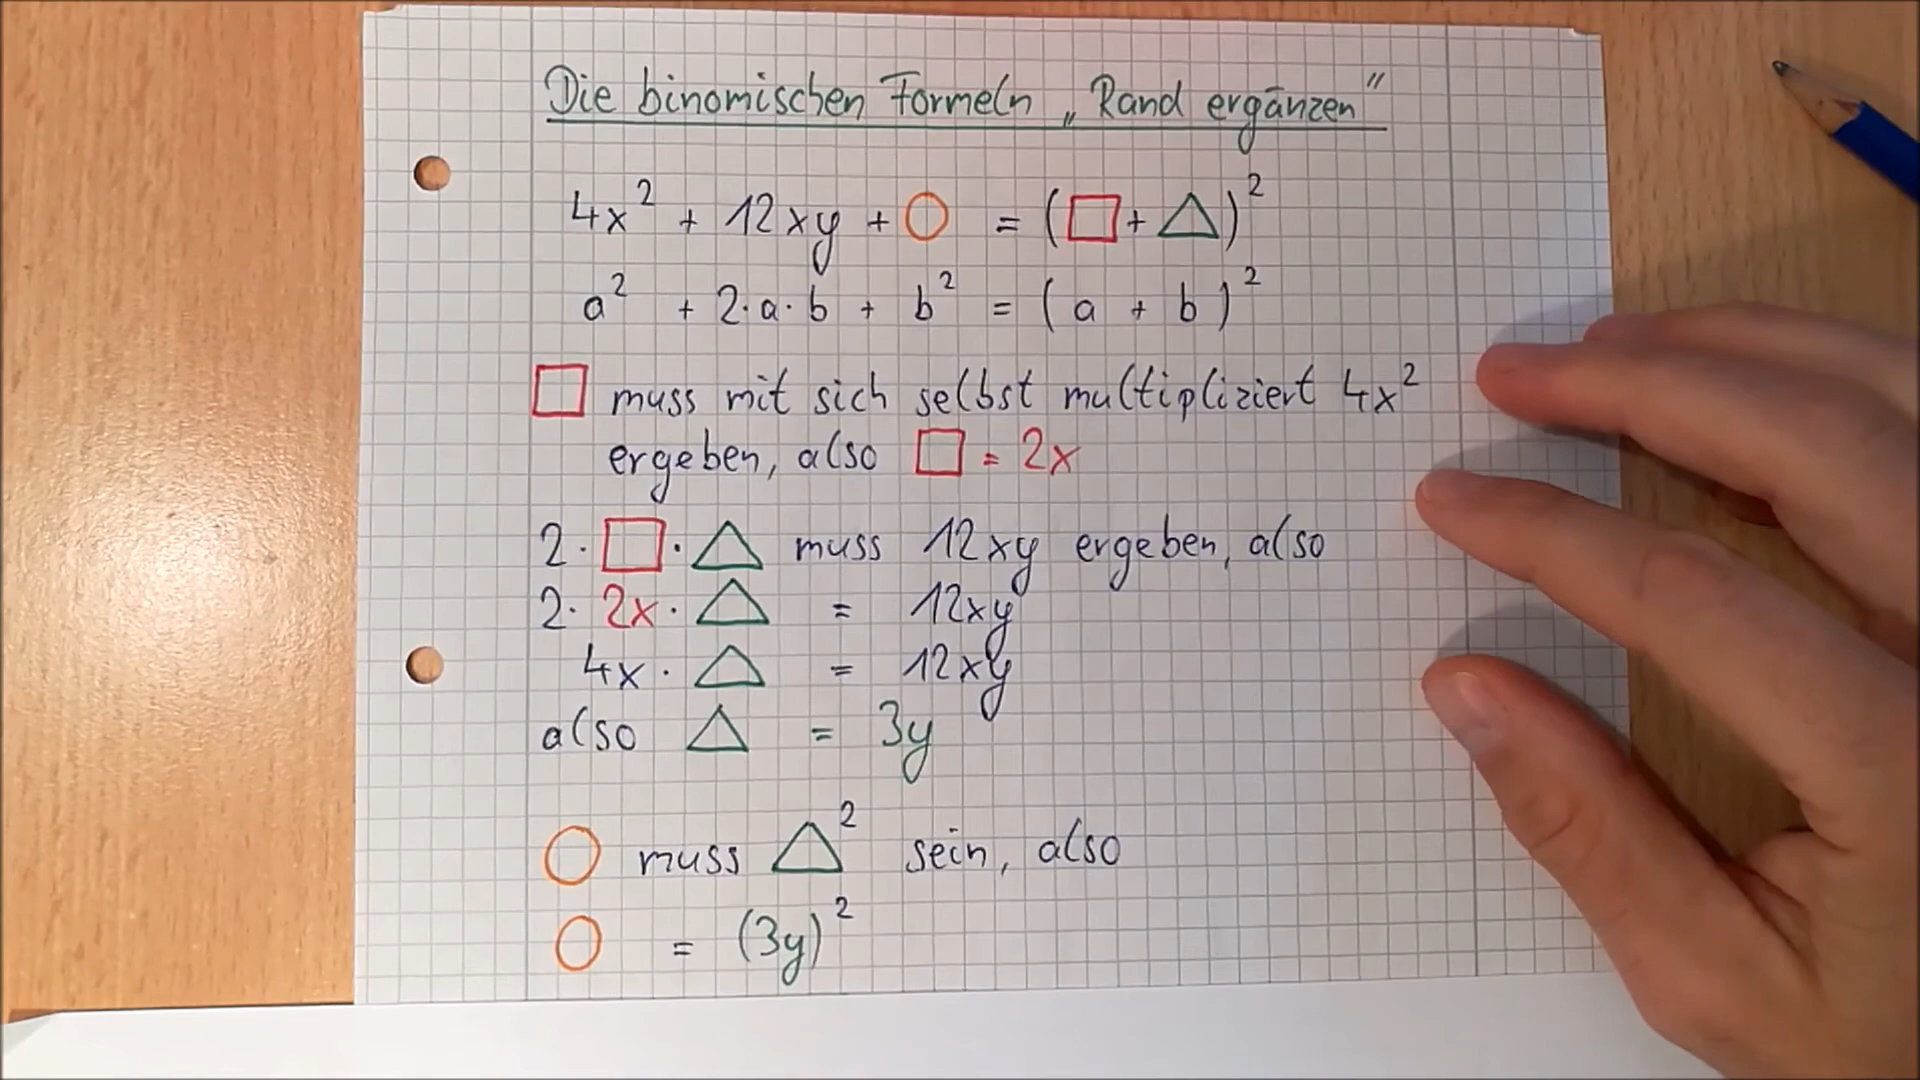 Die binomischen Formeln „Rand ergänzen"
4x² + 12xy + ○ = (□ + △)²
a² + 2·a·b + b² = (a + b)²
□ muss mit sich selbst multipliziert 4x²
ergeben, also □ = 2x
2·□·△ muss 12xy ergeben, also
2·2x·△ = 12xy
4x·△ = 12xy
also △ = 3y
○ muss △² sein, also
○ = (3y)²